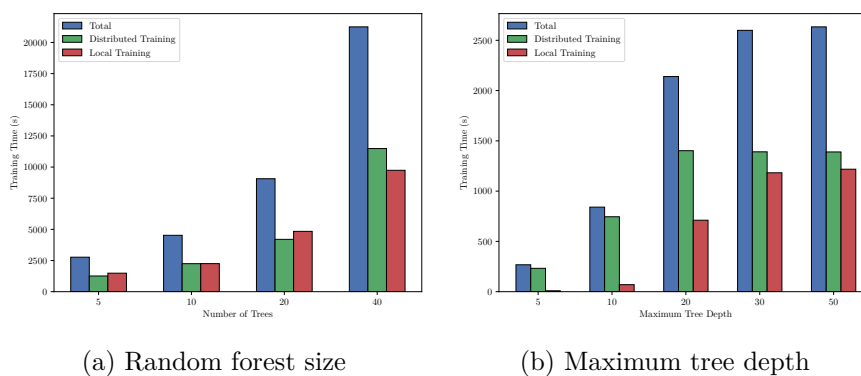 Total
Distributed Training
Local Training
20000
17500
15000
12500
10000
7500
5000
2500
0
Training Time (s)
5
10
20
40
Number of Trees
(a) Random forest size
Total
Distributed Training
Local Training
2500
2000
1500
1000
500
0
Training Time (s)
5
10
20
30
50
Maximum Tree Depth
(b) Maximum tree depth